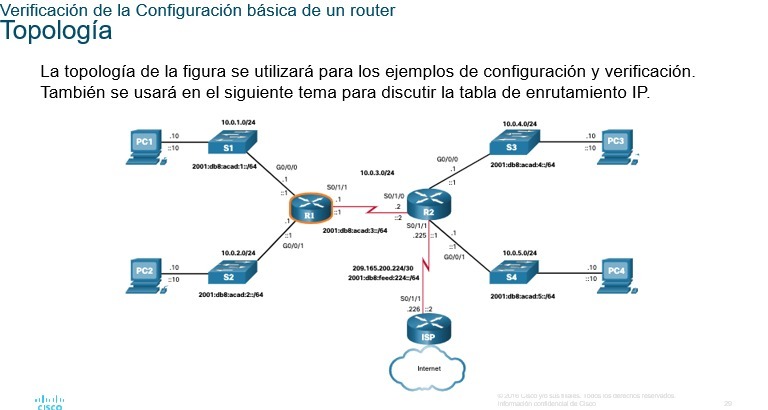 Verificación de la Configuración básica de un router
Topología
La topología de la figura se utilizará para los ejemplos de configuración y verificación.
También se usará en el siguiente tema para discutir la tabla de enrutamiento IP.
10.0.1.0/24
PC1
.10
::10
S1
2001:db8:acad:1::/64
G0/0/0
.1
::1
10.0.4.0/24
S3
.10
::10
PC3
2001:db8:acad:4::/64
G0/0/0
.1
::1
10.0.3.0/24
S0/1/1
.1
::1
R1
2001:db8:acad:3::/64
S0/1/0
.2
::2
R2
.1
::1
G0/0/1
S0/1/1
.225
::1
.1
::1
G0/0/1
10.0.2.0/24
PC2
.10
::10
S2
2001:db8:acad:2::/64
10.0.5.0/24
S4
.10
::10
PC4
2001:db8:acad:5::/64
209.165.200.224/30
2001:db8:feed:224::/64
S0/1/1
.226
::2
ISP
Internet
CISCO
© 2016 Cisco y/o sus filiales. Todos los derechos reservados.
Información confidencial de Cisco
29